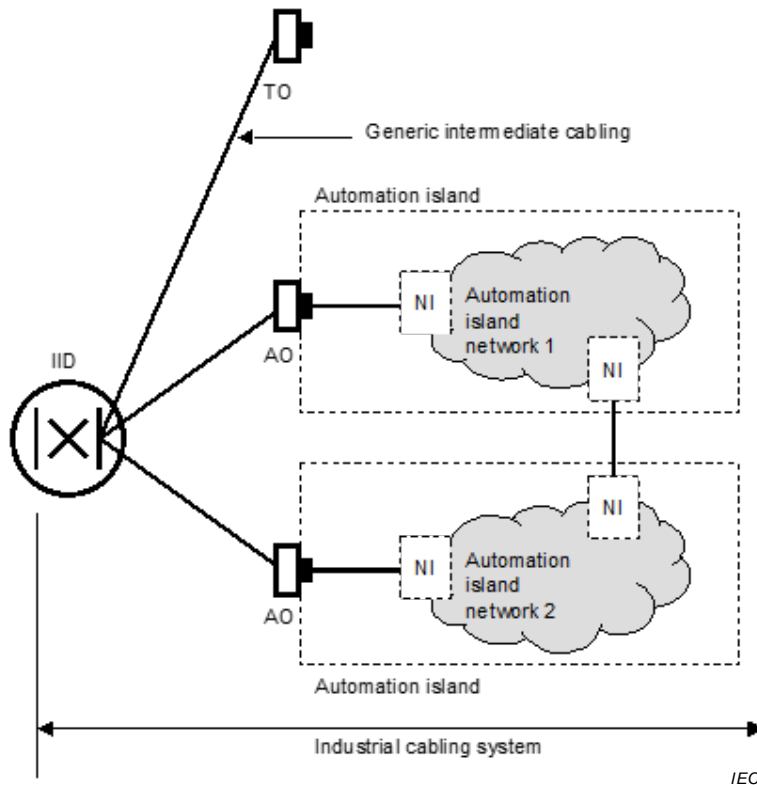 TO
Generic intermediate cabling
Automation island
NI
Automation
island
network 1
AO
NI
IID
NI
NI
Automation
island
network 2
AO
Automation island
Industrial cabling system
IEC